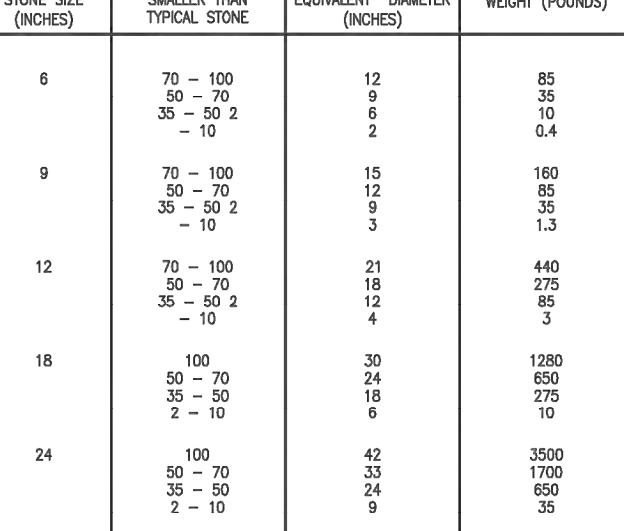 STONE SIZE SMALLER THAN EQUIVALENT DIAMETER WEIGHT (POUNDS)
(INCHES) TYPICAL STONE (INCHES)
6 70 – 100 12 85
50 – 70 9 35
35 – 50 2 6 10
– 10 2 0.4
9 70 – 100 15 160
50 – 70 12 85
35 – 50 2 9 35
– 10 3 1.3
12 70 – 100 21 440
50 – 70 18 275
35 – 50 2 12 85
– 10 4 3
18 100 30 1280
50 – 70 24 650
35 – 50 18 275
2 – 10 6 10
24 100 42 3500
50 – 70 33 1700
35 – 50 24 650
2 – 10 9 35